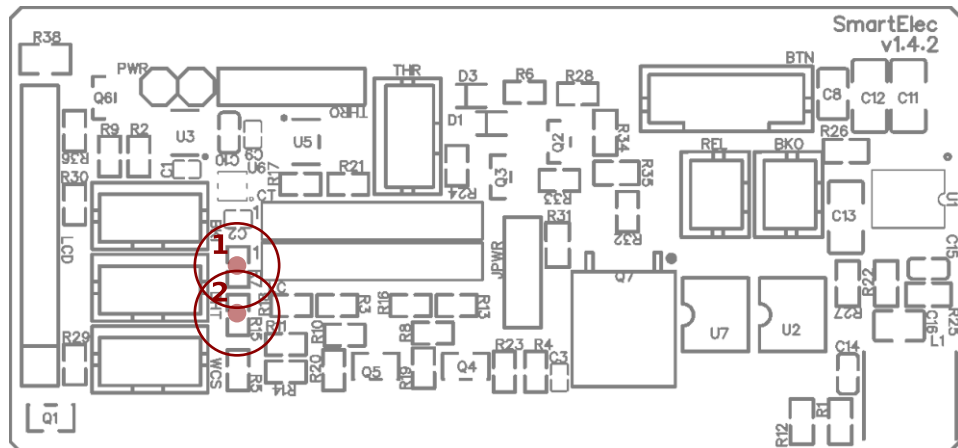 SmartElec
v1.4.2
R38
PWR
THR
D3
R6
R28
BTN
Q6
THRO
C8
C12
C11
R9
R2
U3
C10
C9
U5
D1
Q2
R34
R26
R36
C1
U6
R17
R21
R24
Q3
R33
R35
REL
BKO
R30
CT
U1
1
C2
R31
R32
C13
LCD
1
1
JPWR
Q7
C15
2
R16
R3
R13
R27
R22
R25
R15
R10
R8
U7
U2
C16
L1
R29
WCS
R5
R14
R20
Q5
R19
Q4
R23
R4
C3
C14
Q1
R12
R1